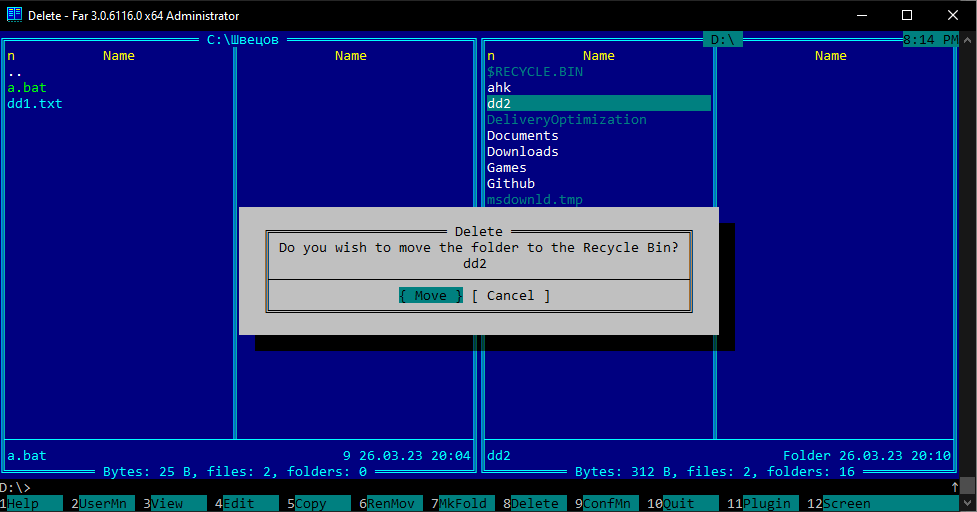 Delete - Far 3.0.6116.0 x64 Administrator
C:\Швецов
D:\
8:14 PM
n Name Name
n Name Name
..
a.bat
dd1.txt
$RECYCLE.BIN
ahk
dd2
DeliveryOptimization
Documents
Downloads
Games
Github
msdownld.tmp
Delete
Do you wish to move the folder to the Recycle Bin?
dd2
{ Move } [ Cancel ]
a.bat 9 26.03.23 20:04
Bytes: 25 B, files: 2, folders: 0
dd2 Folder 26.03.23 20:10
Bytes: 312 B, files: 2, folders: 16
D:\>
1Help 2UserMn 3View 4Edit 5Copy 6RenMov 7MkFold 8Delete 9ConfMn 10Quit 11Plugin 12Screen